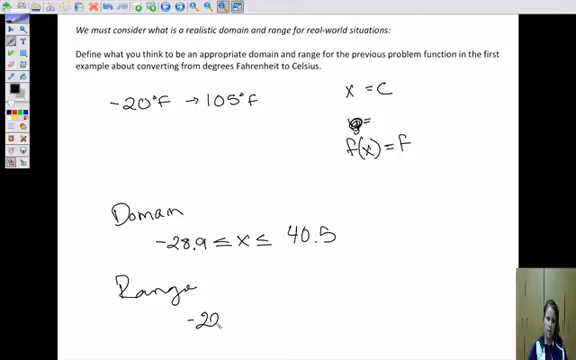 We must consider what is a realistic domain and range for real-world situations:
Define what you think to be an appropriate domain and range for the previous problem function in the first
example about converting from degrees Fahrenheit to Celsius.
-20°F → 105°F
x = C
=
f(x) = F
Domain
-28.9 ≤ x ≤ 40.5
Range
-20